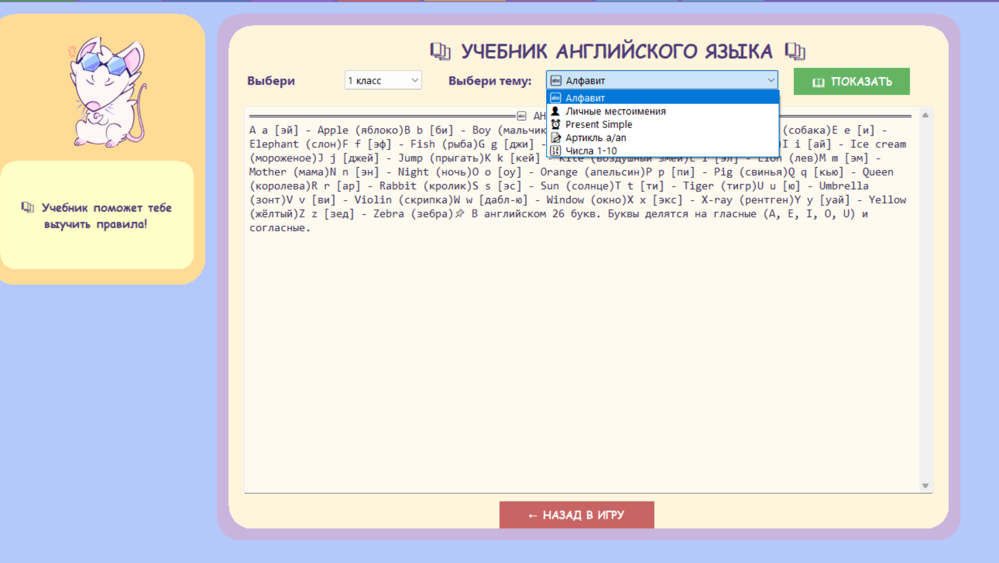 УЧЕБНИК АНГЛИЙСКОГО ЯЗЫКА
Выбери
1 класс
Выбери тему:
Алфавит
ПОКАЗАТЬ
Алфавит
Личные местоимения
Present Simple
Артикль a/an
Числа 1-10
АН
A a [эй] - Apple (яблоко)B b [би] - Boy (мальчик (собака)E e [и] -
Elephant (слон)F f [эф] - Fish (рыба)G g [джи] - )I i [ай] - Ice cream
(мороженое)J j [джей] - Jump (прыгать)K k [кей] - Kite (воздушный змей)L l [эл] - Lion (лев)M m [эм] -
Mother (мама)N n [эн] - Night (ночь)O o [оу] - Orange (апельсин)P p [пи] - Pig (свинья)Q q [кью] - Queen
(королева)R r [ар] - Rabbit (кролик)S s [эс] - Sun (солнце)T t [ти] - Tiger (тигр)U u [ю] - Umbrella
(зонт)V v [ви] - Violin (скрипка)W w [дабл-ю] - Window (окно)X x [экс] - X-ray (рентген)Y y [уай] - Yellow
(жёлтый)Z z [зед] - Zebra (зебра)📌 В английском 26 букв. Буквы делятся на гласные (A, E, I, O, U) и
согласные.
Учебник поможет тебе
выучить правила!
← НАЗАД В ИГРУ